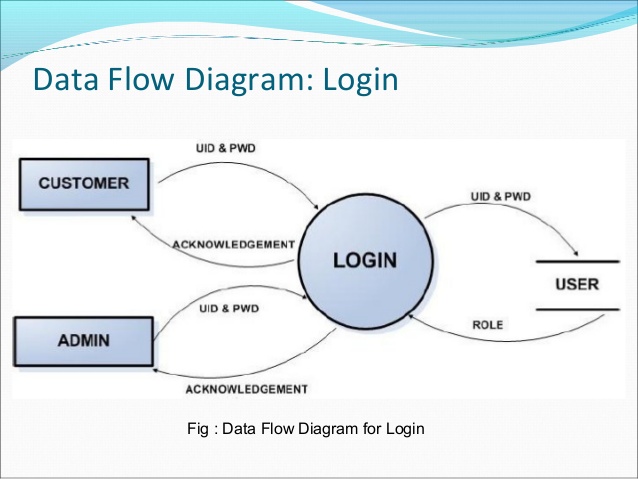 Data Flow Diagram: Login
UID & PWD
CUSTOMER
UID & PWD
ACKNOWLEDGEMENT
LOGIN
USER
UID & PWD
ROLE
ADMIN
ACKNOWLEDGEMENT
Fig : Data Flow Diagram for Login